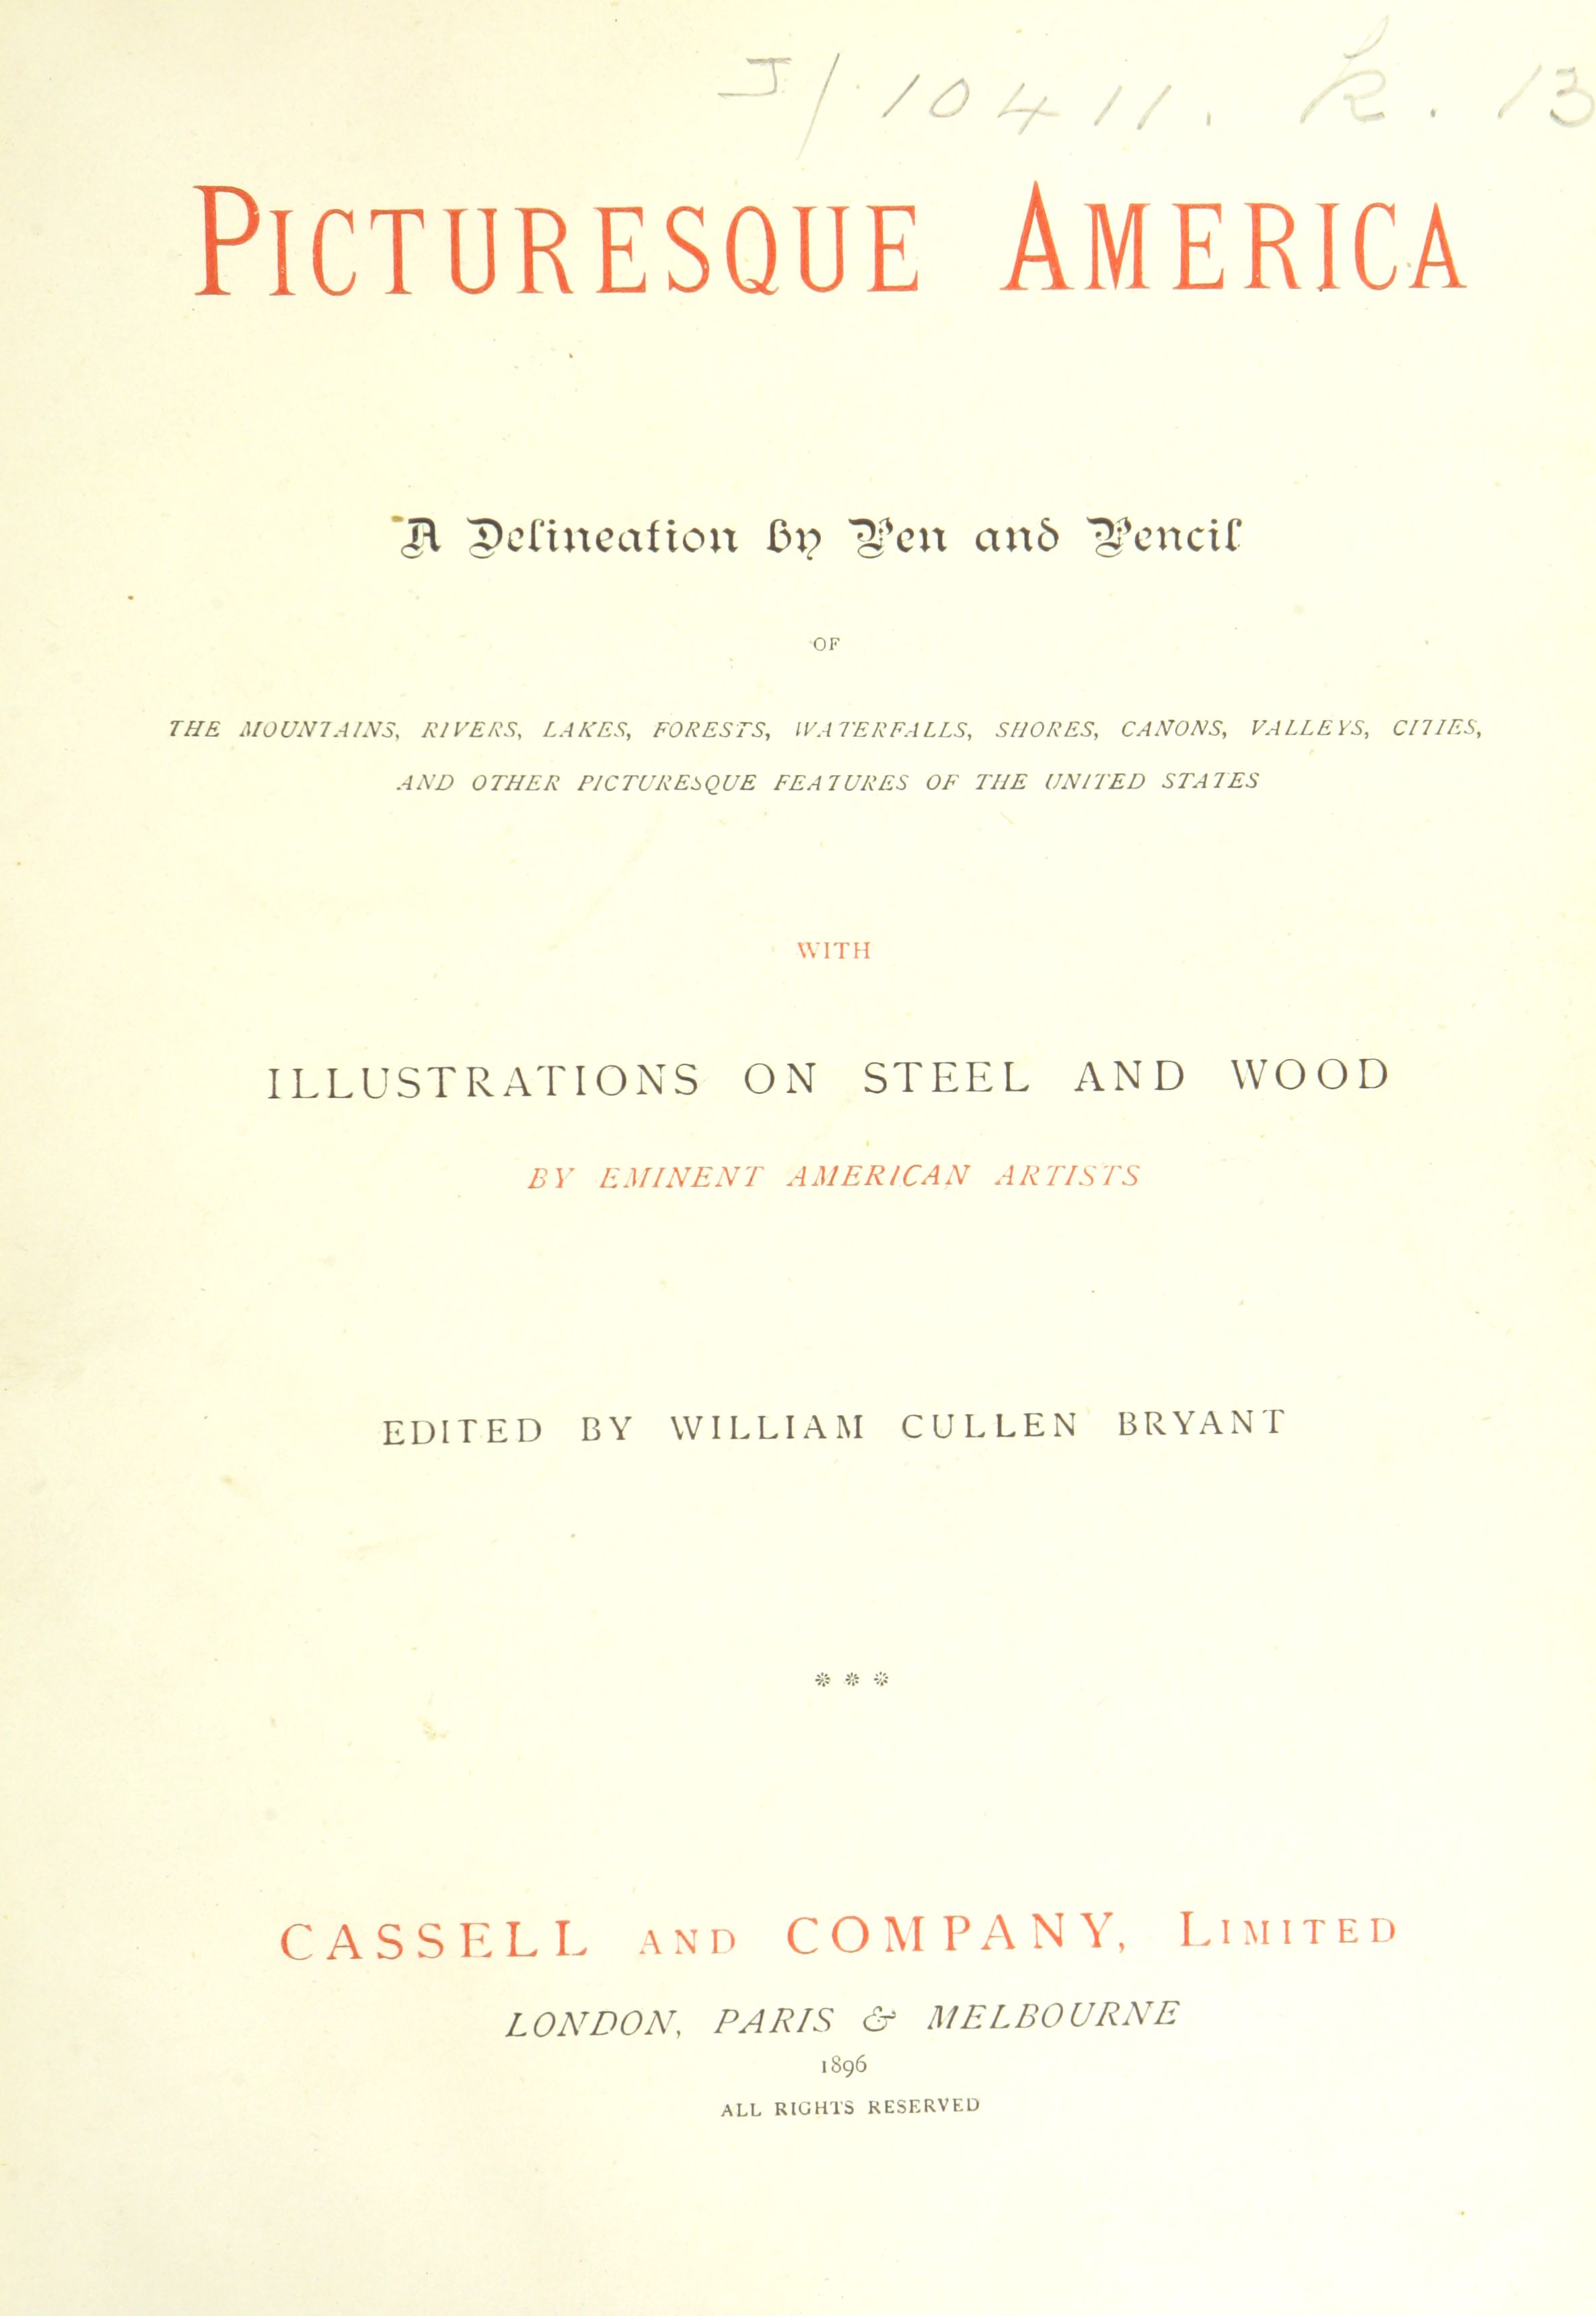 J/10411. k. 13
PICTURESQUE AMERICA
A Delineation by Pen and Pencil
OF
THE MOUNTAINS, RIVERS, LAKES, FORESTS, WATERFALLS, SHORES, CANONS, VALLEYS, CITIES,
AND OTHER PICTURESQUE FEATURES OF THE UNITED STATES
WITH
ILLUSTRATIONS ON STEEL AND WOOD
BY EMINENT AMERICAN ARTISTS
EDITED BY WILLIAM CULLEN BRYANT
* * *
CASSELL AND COMPANY, LIMITED
LONDON, PARIS & MELBOURNE
1896
ALL RIGHTS RESERVED